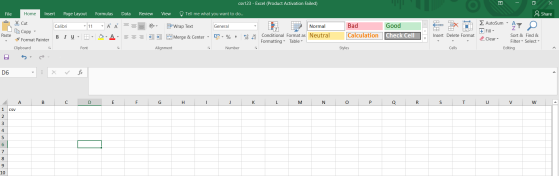 csv123 - Excel (Product Activation Failed)
File Home Insert Page Layout Formulas Data Review View Tell me what you want to do... Share
Paste Cut Copy Format Painter
Calibri 11 A A Wrap Text General
B I U Merge & Center % ,
Conditional Formatting Format as Table
Normal Bad Good
Neutral Calculation Check Cell
Insert Delete Format
AutoSum Fill Clear Sort & Filter Find & Select
Clipboard Font Alignment Number Styles Cells Editing
D6 fx
A B C D E F G H I J K L M N O P Q R S T U V W
1 csv
2
3
4
5
6
7
8
9
10